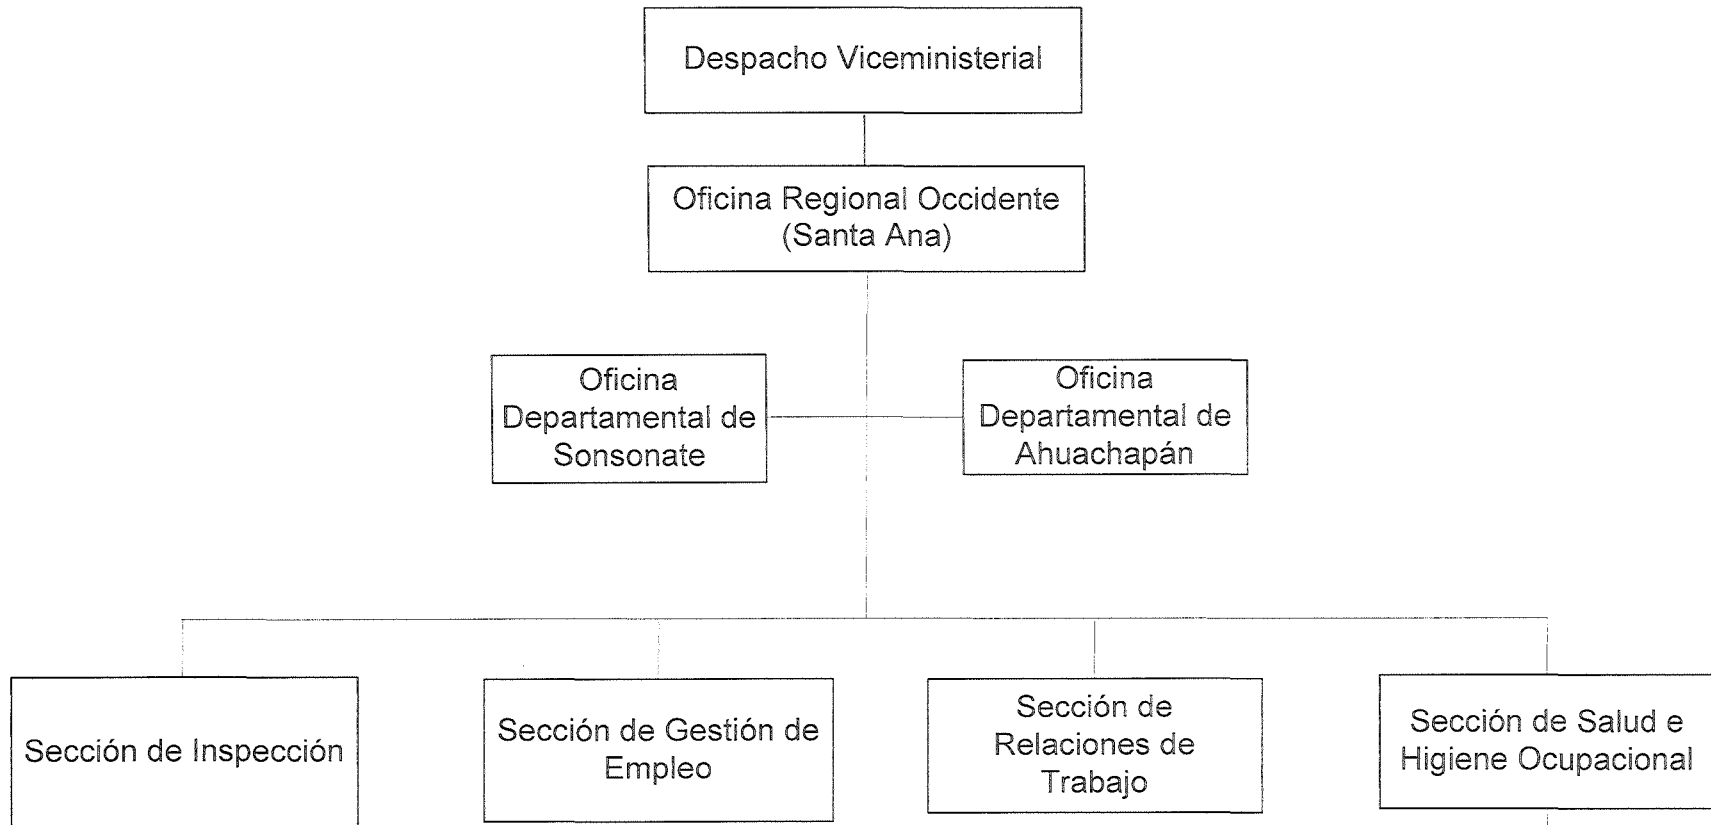 Despacho Viceministerial
Oficina Regional Occidente
(Santa Ana)
Oficina
Departamental de
Sonsonate
Oficina
Departamental de
Ahuachapán
Sección de Inspección
Sección de Gestión de
Empleo
Sección de
Relaciones de
Trabajo
Sección de Salud e
Higiene Ocupacional